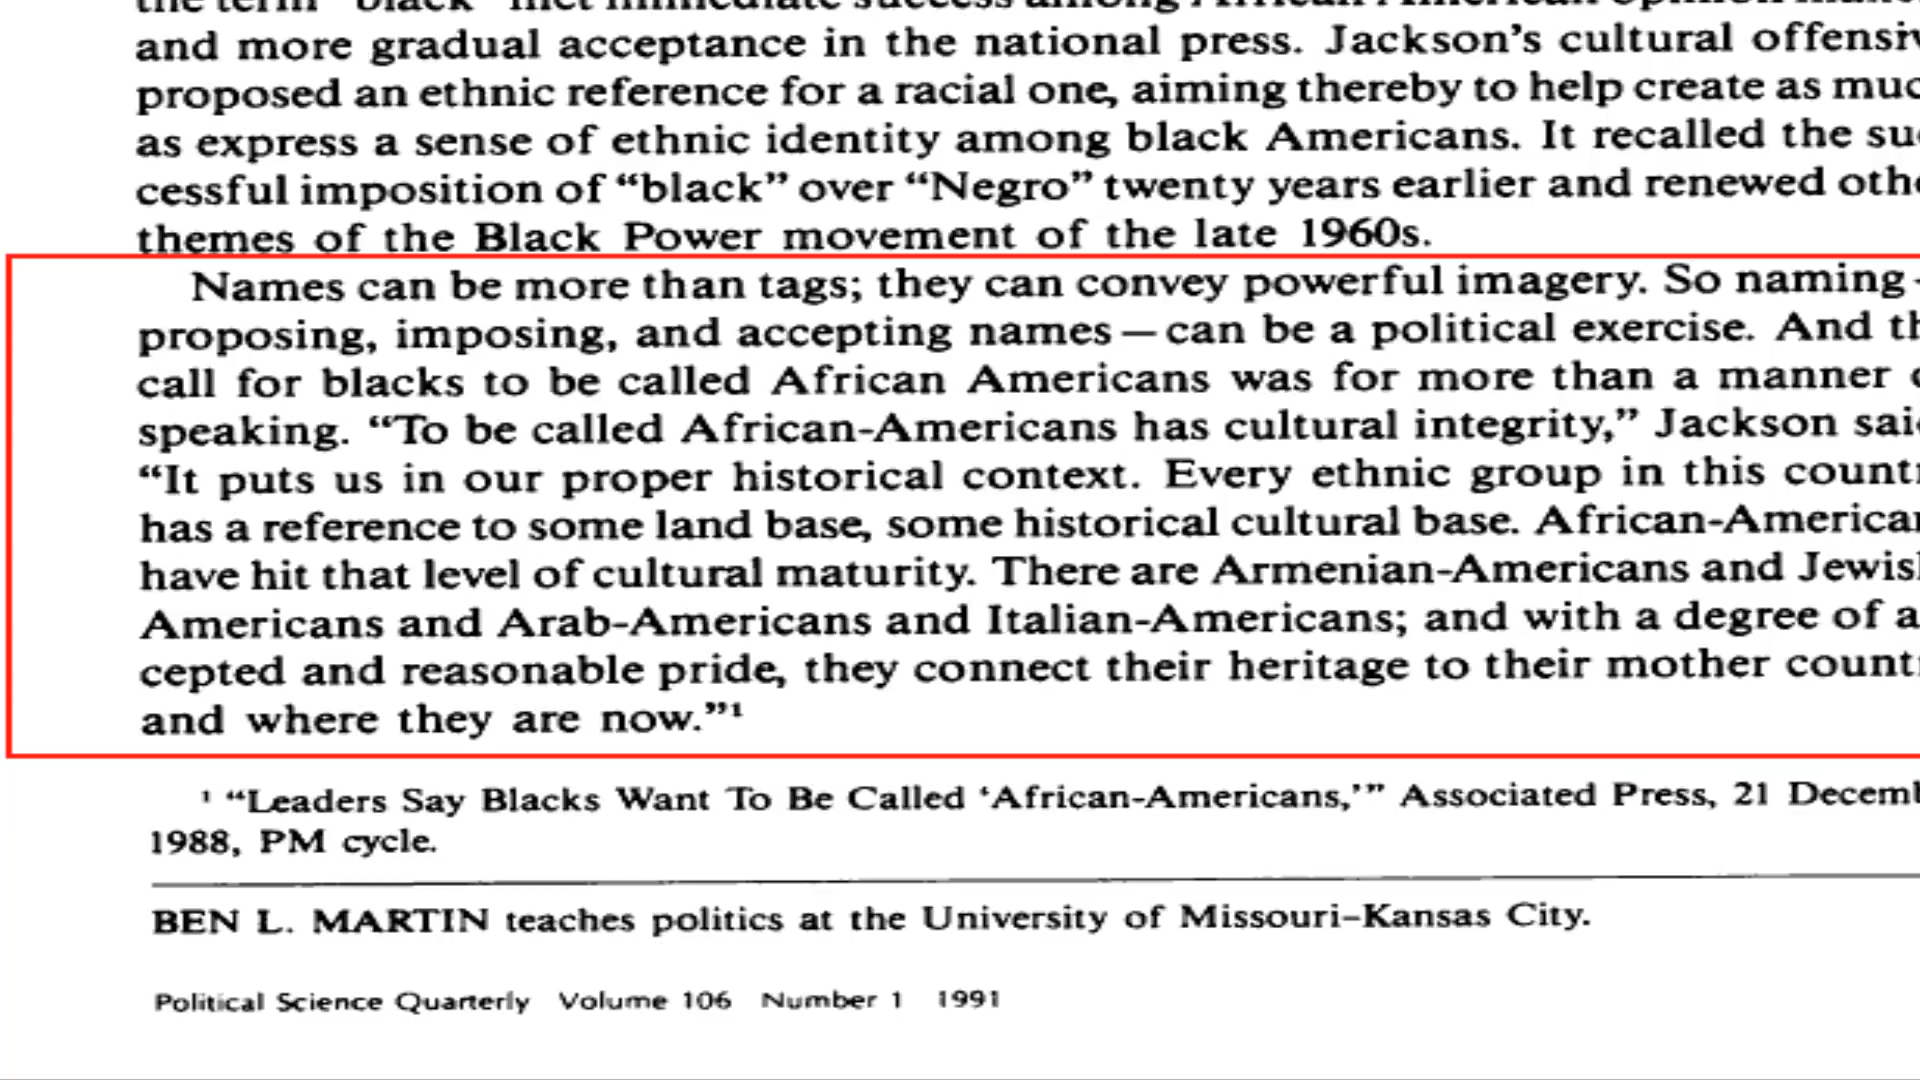 the term "black" met immediate success among African American opinion
and more gradual acceptance in the national press. Jackson's cultural
proposed an ethnic reference for a racial one, aiming thereby to help create as
as express a sense of ethnic identity among black Americans. It recalled the suc
cessful imposition of “black” over “Negro” twenty years earlier and renewed
themes of the Black Power movement of the late 1960s.
Names can be more than tags; they can convey powerful imagery. So naming—
proposing, imposing, and accepting names—can be a political exercise. And
call for blacks to be called African Americans was for more than a manner
speaking. “To be called African-Americans has cultural integrity,” Jackson
“It puts us in our proper historical context. Every ethnic group in this
has a reference to some land base, some historical cultural base.
have hit that level of cultural maturity. There are Armenian-Americans and
Americans and Arab-Americans and Italian-Americans; and with a degree of
cepted and reasonable pride, they connect their heritage to their mother
and where they are now.”¹
¹ “Leaders Say Blacks Want To Be Called ‘African-Americans,’” Associated Press, 21
1988, PM cycle.
BEN L. MARTIN teaches politics at the University of Missouri–Kansas City.
Political Science Quarterly Volume 106 Number 1 1991